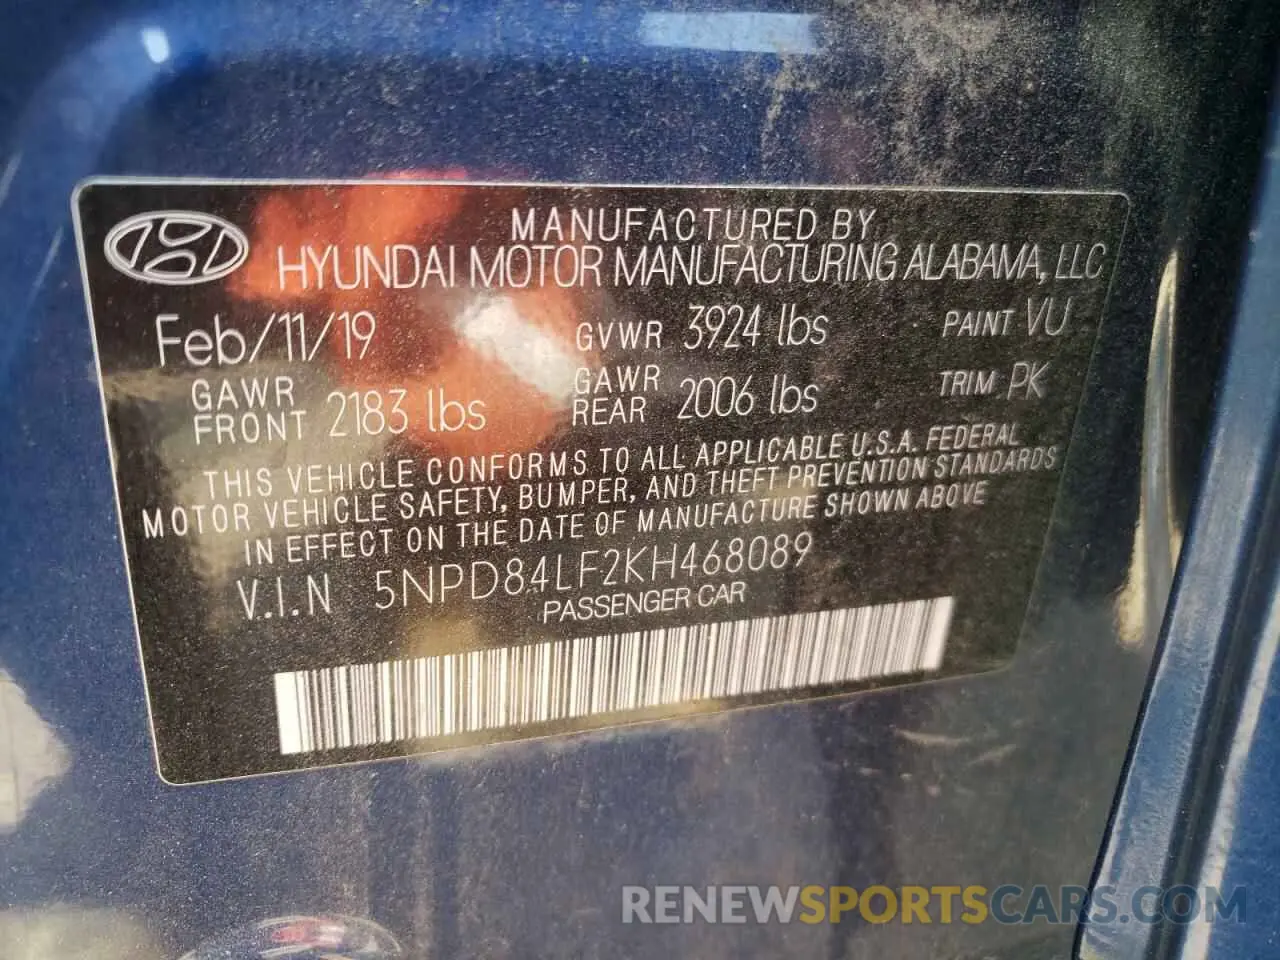 MANUFACTURED BY
HYUNDAI MOTOR MANUFACTURING ALABAMA, LLC
Feb/11/19 GVWR 3924 lbs PAINT VU
GAWR FRONT 2183 lbs GAWR REAR 2006 lbs TRIM PK
THIS VEHICLE CONFORMS TO ALL APPLICABLE U.S.A. FEDERAL
MOTOR VEHICLE SAFETY, BUMPER, AND THEFT PREVENTION STANDARDS
IN EFFECT ON THE DATE OF MANUFACTURE SHOWN ABOVE
V.I.N 5NPD84LF2KH468089
PASSENGER CAR
RENEWSPORTSCARS.COM